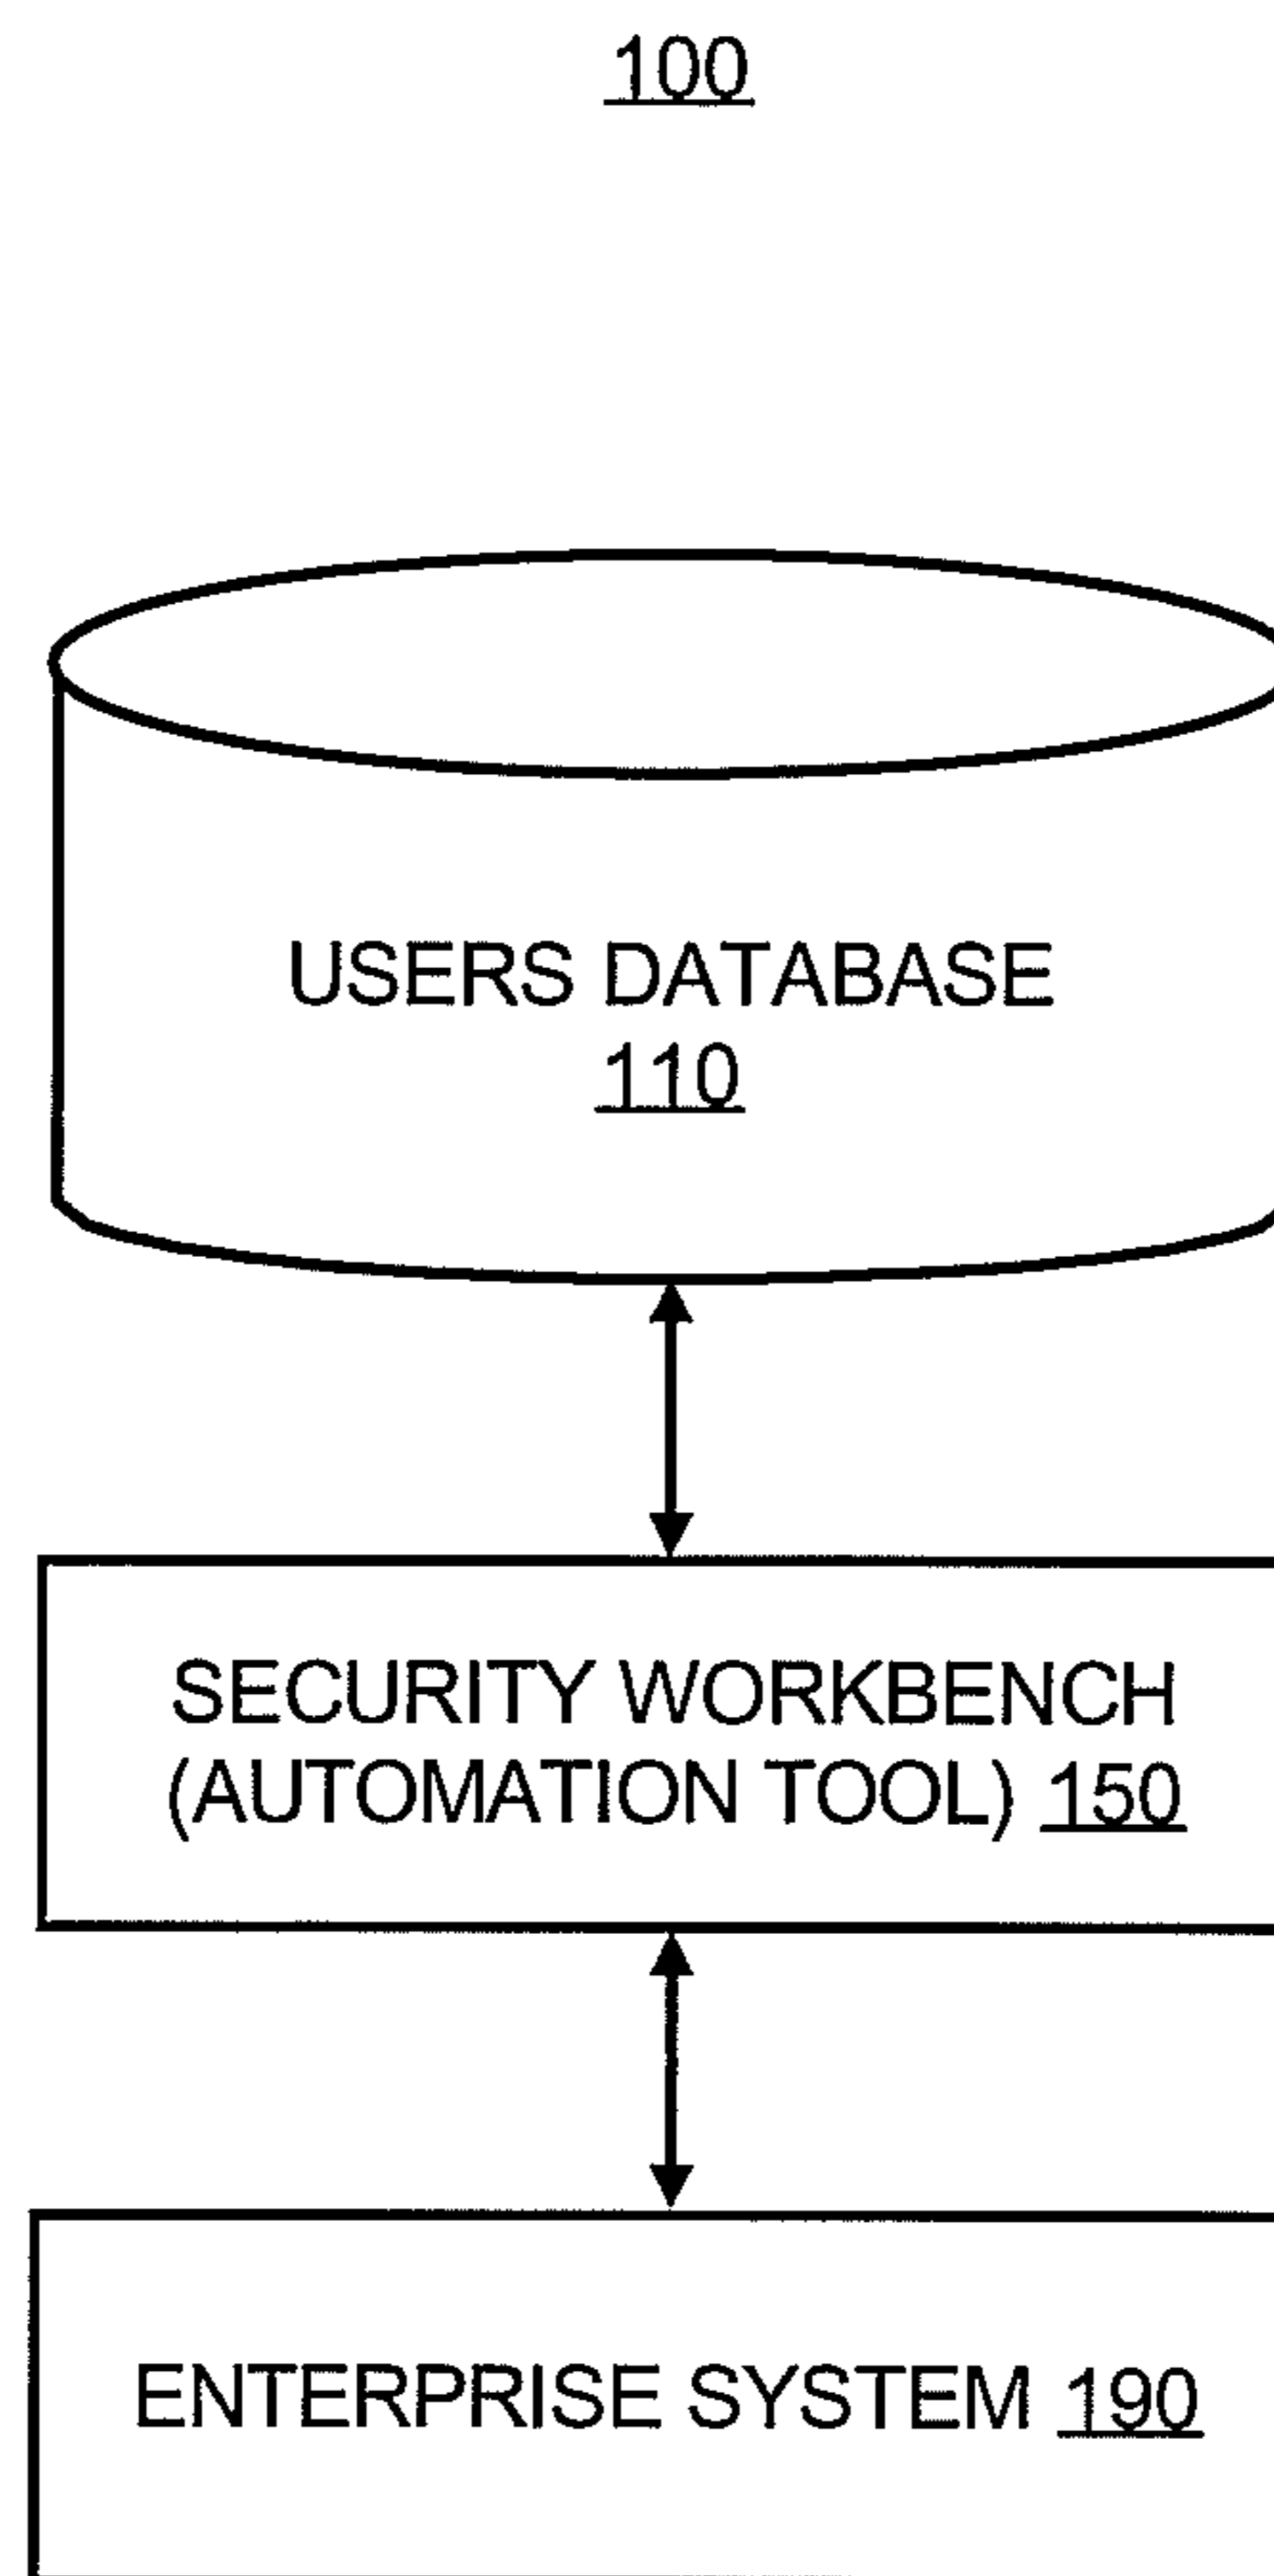 100
USERS DATABASE
110
SECURITY WORKBENCH
(AUTOMATION TOOL) 150
ENTERPRISE SYSTEM 190